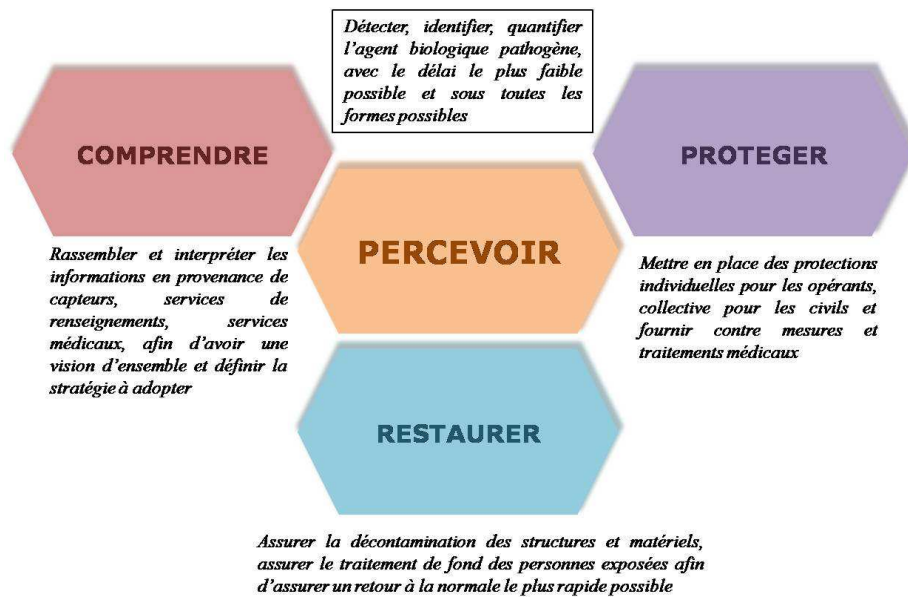 Détecter, identifier, quantifier
l'agent biologique pathogène,
avec le délai le plus faible
possible et sous toutes les
formes possibles
COMPRENDRE
PROTEGER
PERCEVOIR
Rassembler et interpréter les
informations en provenance de
capteurs, services de
renseignements, services
médicaux, afin d'avoir une
vision d'ensemble et définir la
stratégie à adopter
Mettre en place des protections
individuelles pour les opérants,
collective pour les civils et
fournir contre mesures et
traitements médicaux
RESTAURER
Assurer la décontamination des structures et matériels,
assurer le traitement de fond des personnes exposées afin
d'assurer un retour à la normale le plus rapide possible